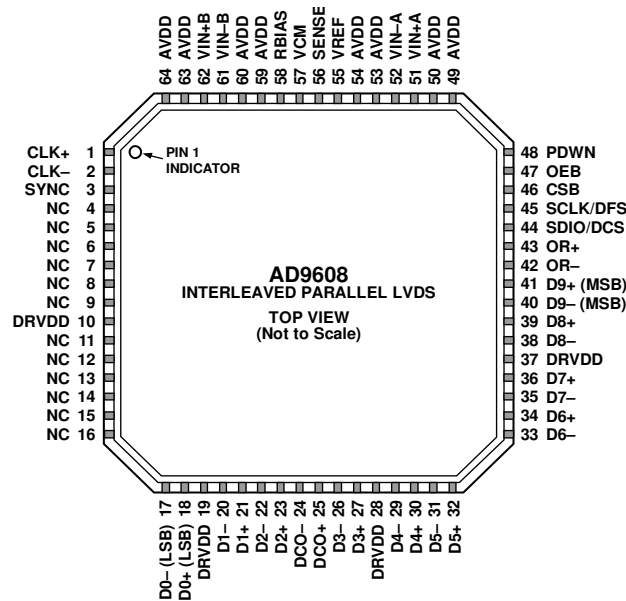 64 AVDD
63 AVDD
62 VIN+B
61 VIN–B
60 AVDD
59 AVDD
58 RBIAS
57 VCM
56 SENSE
55 VREF
54 AVDD
53 AVDD
52 VIN–A
51 VIN+A
50 AVDD
49 AVDD
CLK+ 1
CLK– 2
SYNC 3
NC 4
NC 5
NC 6
NC 7
NC 8
NC 9
DRVDD 10
NC 11
NC 12
NC 13
NC 14
NC 15
NC 16
PIN 1
INDICATOR
AD9608
INTERLEAVED PARALLEL LVDS
TOP VIEW
(Not to Scale)
48 PDWN
47 OEB
46 CSB
45 SCLK/DFS
44 SDIO/DCS
43 OR+
42 OR–
41 D9+ (MSB)
40 D9– (MSB)
39 D8+
38 D8–
37 DRVDD
36 D7+
35 D7–
34 D6+
33 D6–
D0– (LSB) 17
D0+ (LSB) 18
DRVDD 19
D1– 20
D1+ 21
D2– 22
D2+ 23
DCO– 24
DCO+ 25
D3– 26
D3+ 27
DRVDD 28
D4– 29
D4+ 30
D5– 31
D5+ 32